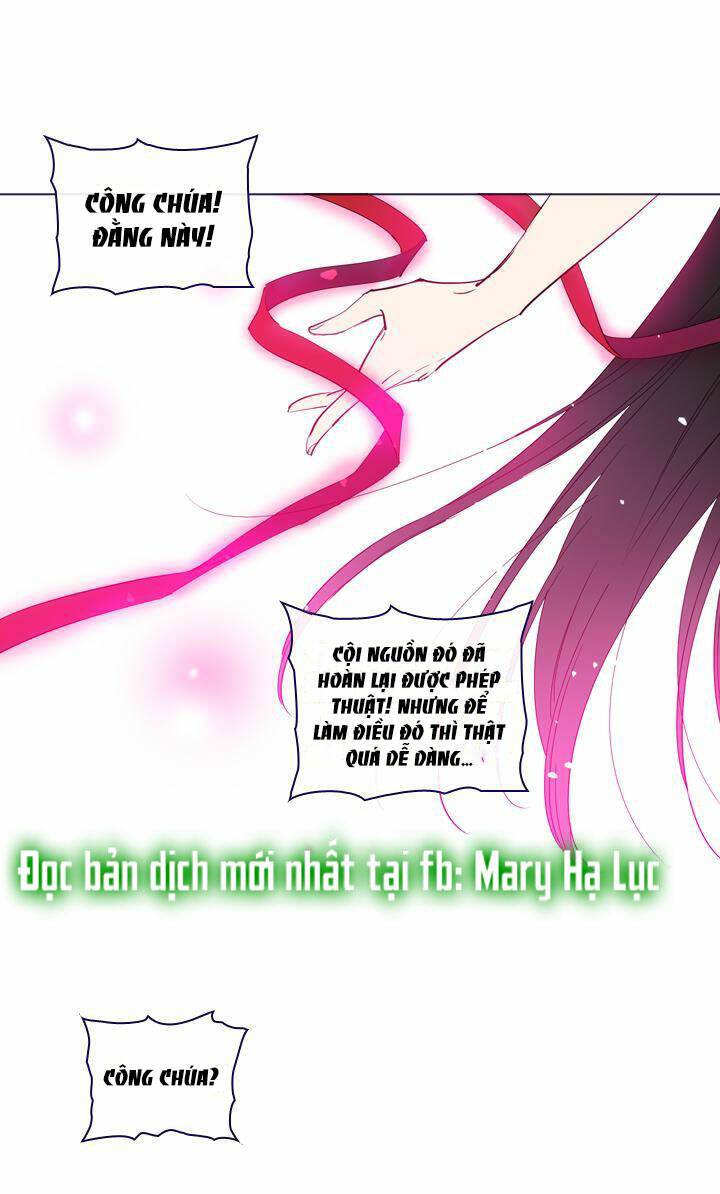 CÔNG CHÚA!
ĐẰNG NÀY!
CỘI NGUỒN ĐÓ ĐÃ
HOÀN LẠI ĐƯỢC PHÉP
THUẬT! NHƯNG ĐỂ
LÀM ĐIỀU ĐÓ THÌ THẬT
QUÁ DỄ DÀNG...
Đọc bản dịch mới nhất tại fb: Mary Hạ Lục
CÔNG CHÚA?